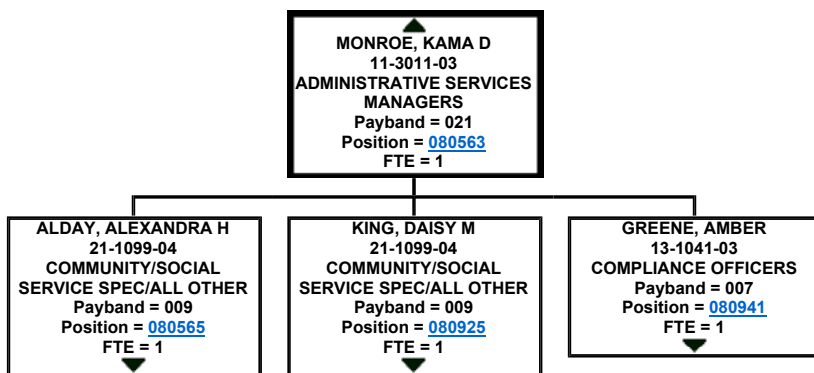 MONROE, KAMA D
11-3011-03
ADMINISTRATIVE SERVICES
MANAGERS
Payband = 021
Position = 080563
FTE = 1
ALDAY, ALEXANDRA H
21-1099-04
COMMUNITY/SOCIAL
SERVICE SPEC/ALL OTHER
Payband = 009
Position = 080565
FTE = 1
KING, DAISY M
21-1099-04
COMMUNITY/SOCIAL
SERVICE SPEC/ALL OTHER
Payband = 009
Position = 080925
FTE = 1
GREENE, AMBER
13-1041-03
COMPLIANCE OFFICERS
Payband = 007
Position = 080941
FTE = 1